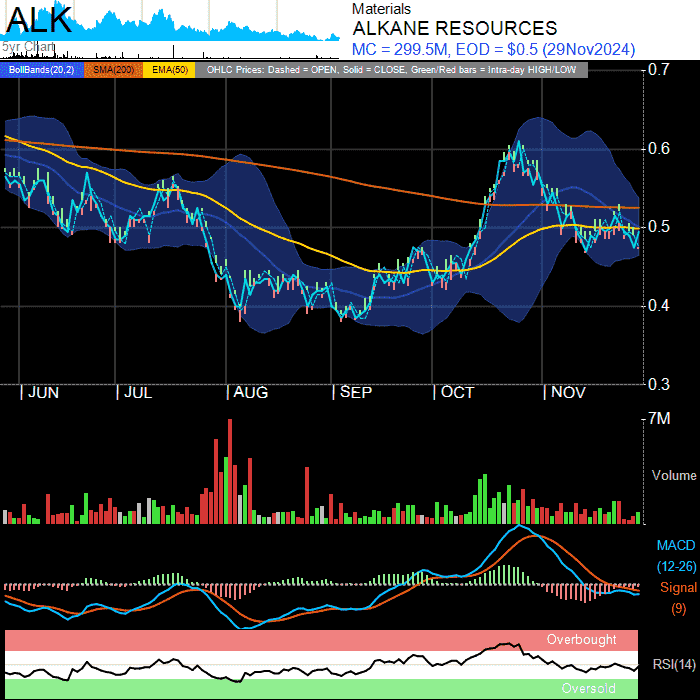 ALK
5yr Chart
Materials
ALKANE RESOURCES
MC = 299.5M, EOD = $0.5 (29Nov2024)
BollBands(20,2) SMA(200) EMA(50) OHLC Prices: Dashed = OPEN, Solid = CLOSE, Green/Red bars = Intra-day HIGH/LOW
0.7
0.6
0.5
0.4
0.3
| JUN | JUL | AUG | SEP | OCT | NOV
7M
Volume
MACD
(12-26)
Signal
(9)
Overbought
RSI(14)
Oversold